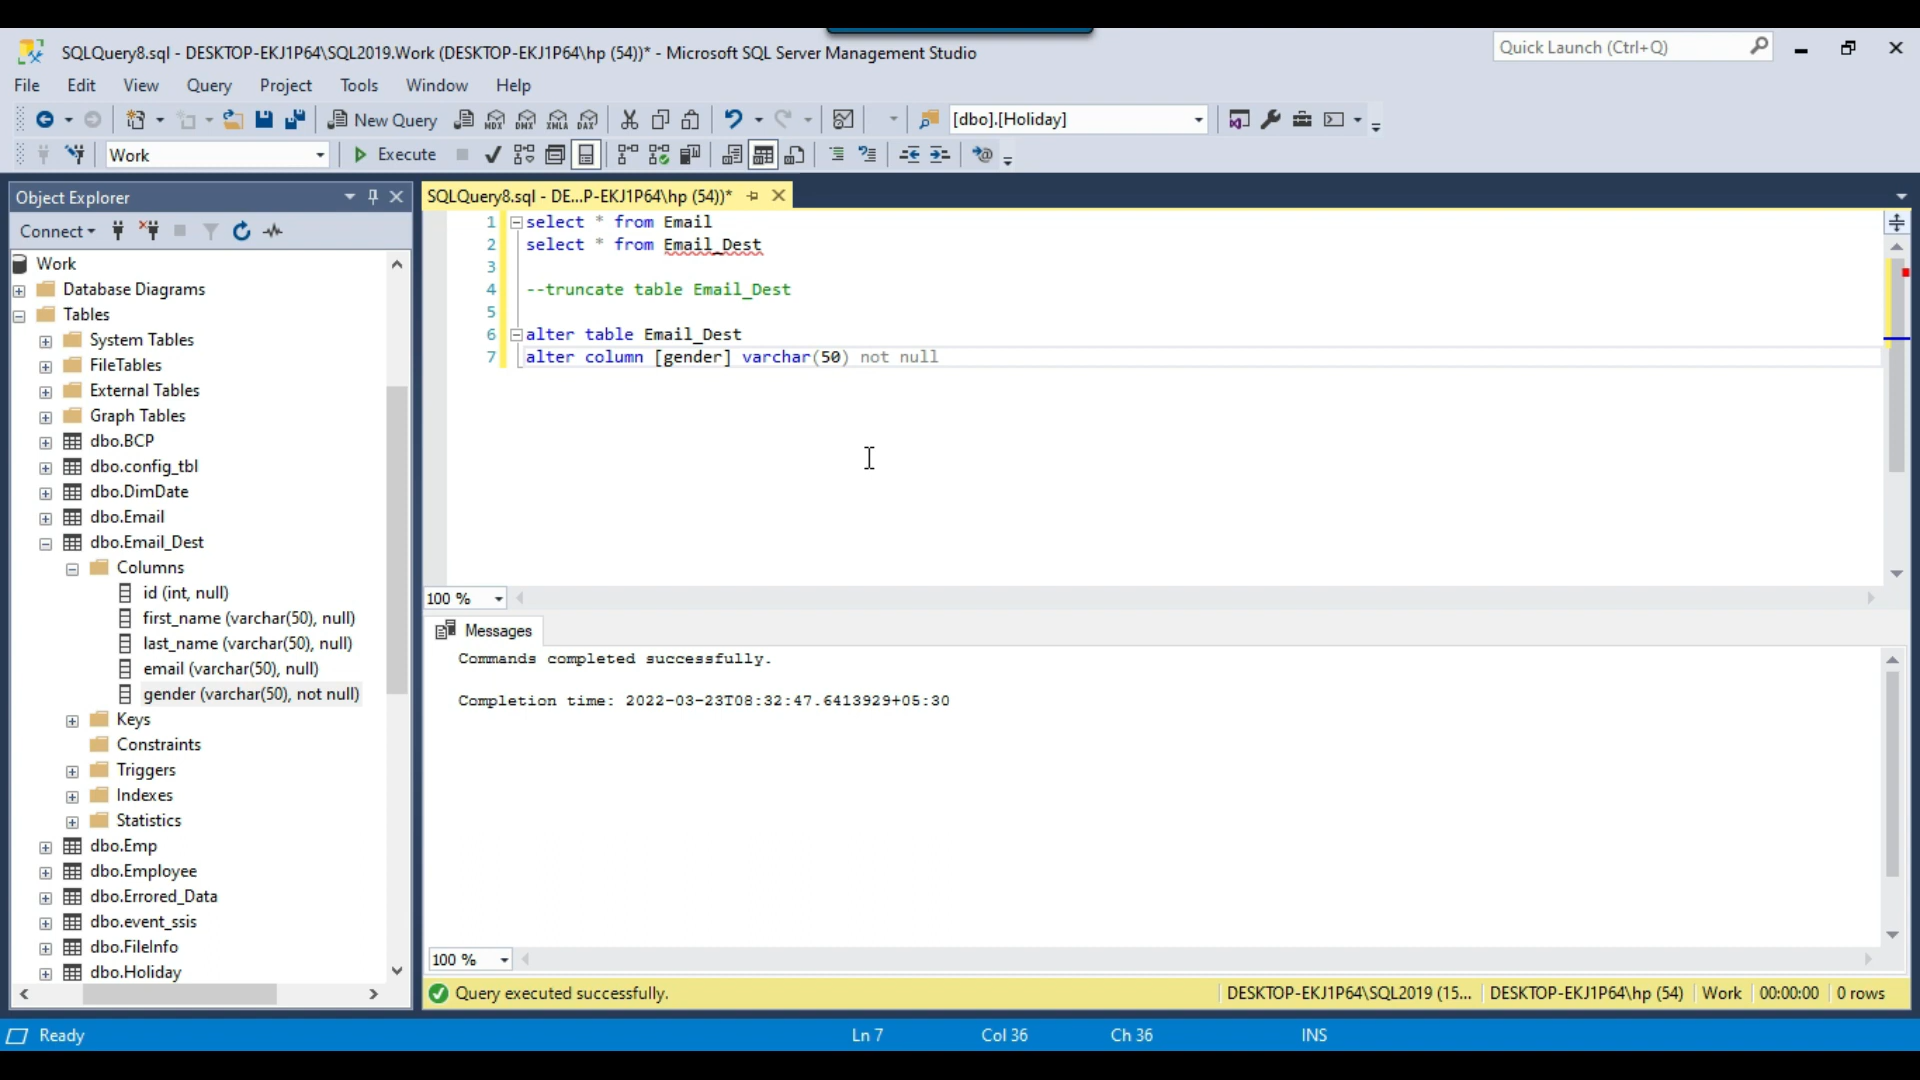 SQLQuery8.sql - DESKTOP-EKJ1P64\SQL2019.Work (DESKTOP-EKJ1P64\hp (54))* - Microsoft SQL Server Management Studio
Quick Launch (Ctrl+Q)
File Edit View Query Project Tools Window Help
New Query MDX DMX XMLA DAX [dbo].[Holiday]
Work Execute
Object Explorer
Connect
Work
Database Diagrams
Tables
System Tables
FileTables
External Tables
Graph Tables
dbo.BCP
dbo.config_tbl
dbo.DimDate
dbo.Email
dbo.Email_Dest
Columns
id (int, null)
first_name (varchar(50), null)
last_name (varchar(50), null)
email (varchar(50), null)
gender (varchar(50), not null)
Keys
Constraints
Triggers
Indexes
Statistics
dbo.Emp
dbo.Employee
dbo.Errored_Data
dbo.event_ssis
dbo.FileInfo
dbo.Holiday
SQLQuery8.sql - DE...P-EKJ1P64\hp (54))*
1 select * from Email
2 select * from Email_Dest
3
4 --truncate table Email_Dest
5
6 alter table Email_Dest
7 alter column [gender] varchar(50) not null
100 %
Messages
Commands completed successfully.
Completion time: 2022-03-23T08:32:47.6413929+05:30
100 %
Query executed successfully. DESKTOP-EKJ1P64\SQL2019 (15... DESKTOP-EKJ1P64\hp (54) Work 00:00:00 0 rows
Ready Ln 7 Col 36 Ch 36 INS